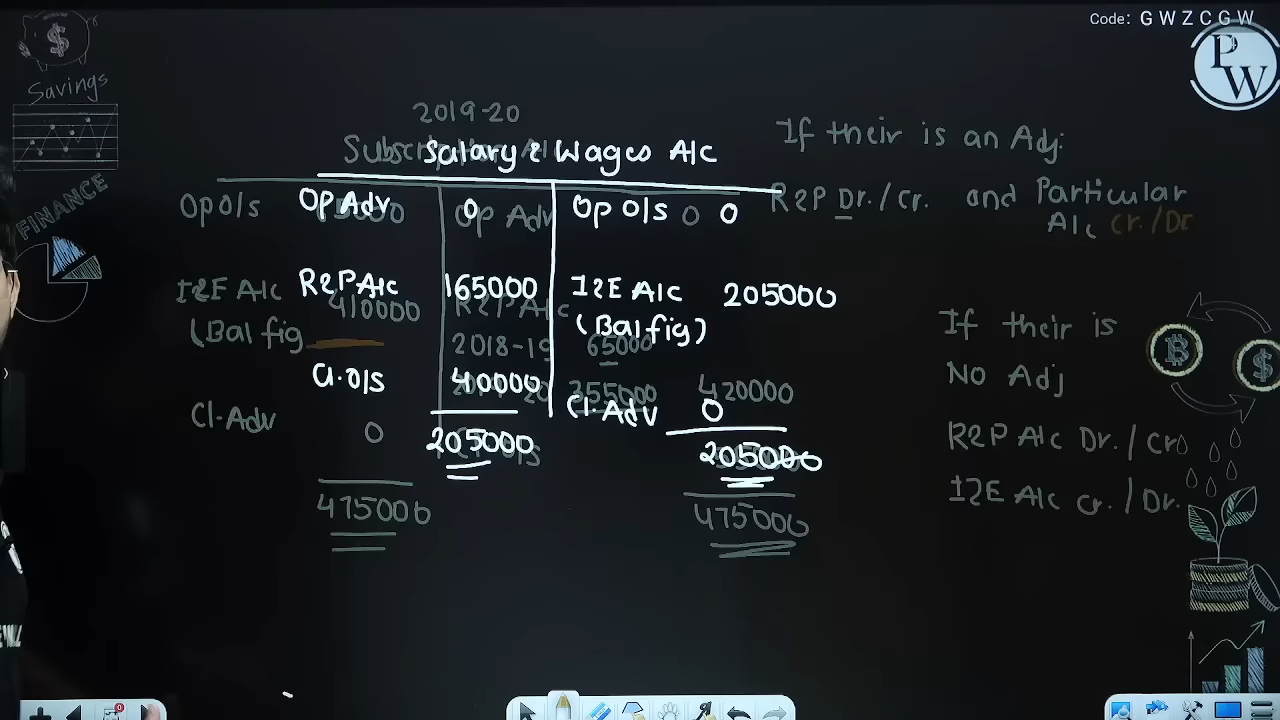 Code: G W Z C G W
PW
Savings
FINANCE
2019-20
Subscription A/c
Salary & Wages A/c
If their is an Adj.
R&P Dr./Cr. and Particular
A/c Cr./Dr
Op O/s
Op Adv 0 Op O/s 0
Op Adv 0
R&P A/c 165000 I&E A/c 205000
(Bal fig)
I&E A/c 410000 R&P A/c
(Bal fig
2018-19 65000
355000 420000
Cl. O/s 40000 Cl. Adv 0
205000 205000
Cl. Adv 0
475000 475000
If their is
No Adj
R&P A/c Dr./Cr
I&E A/c Cr./Dr.